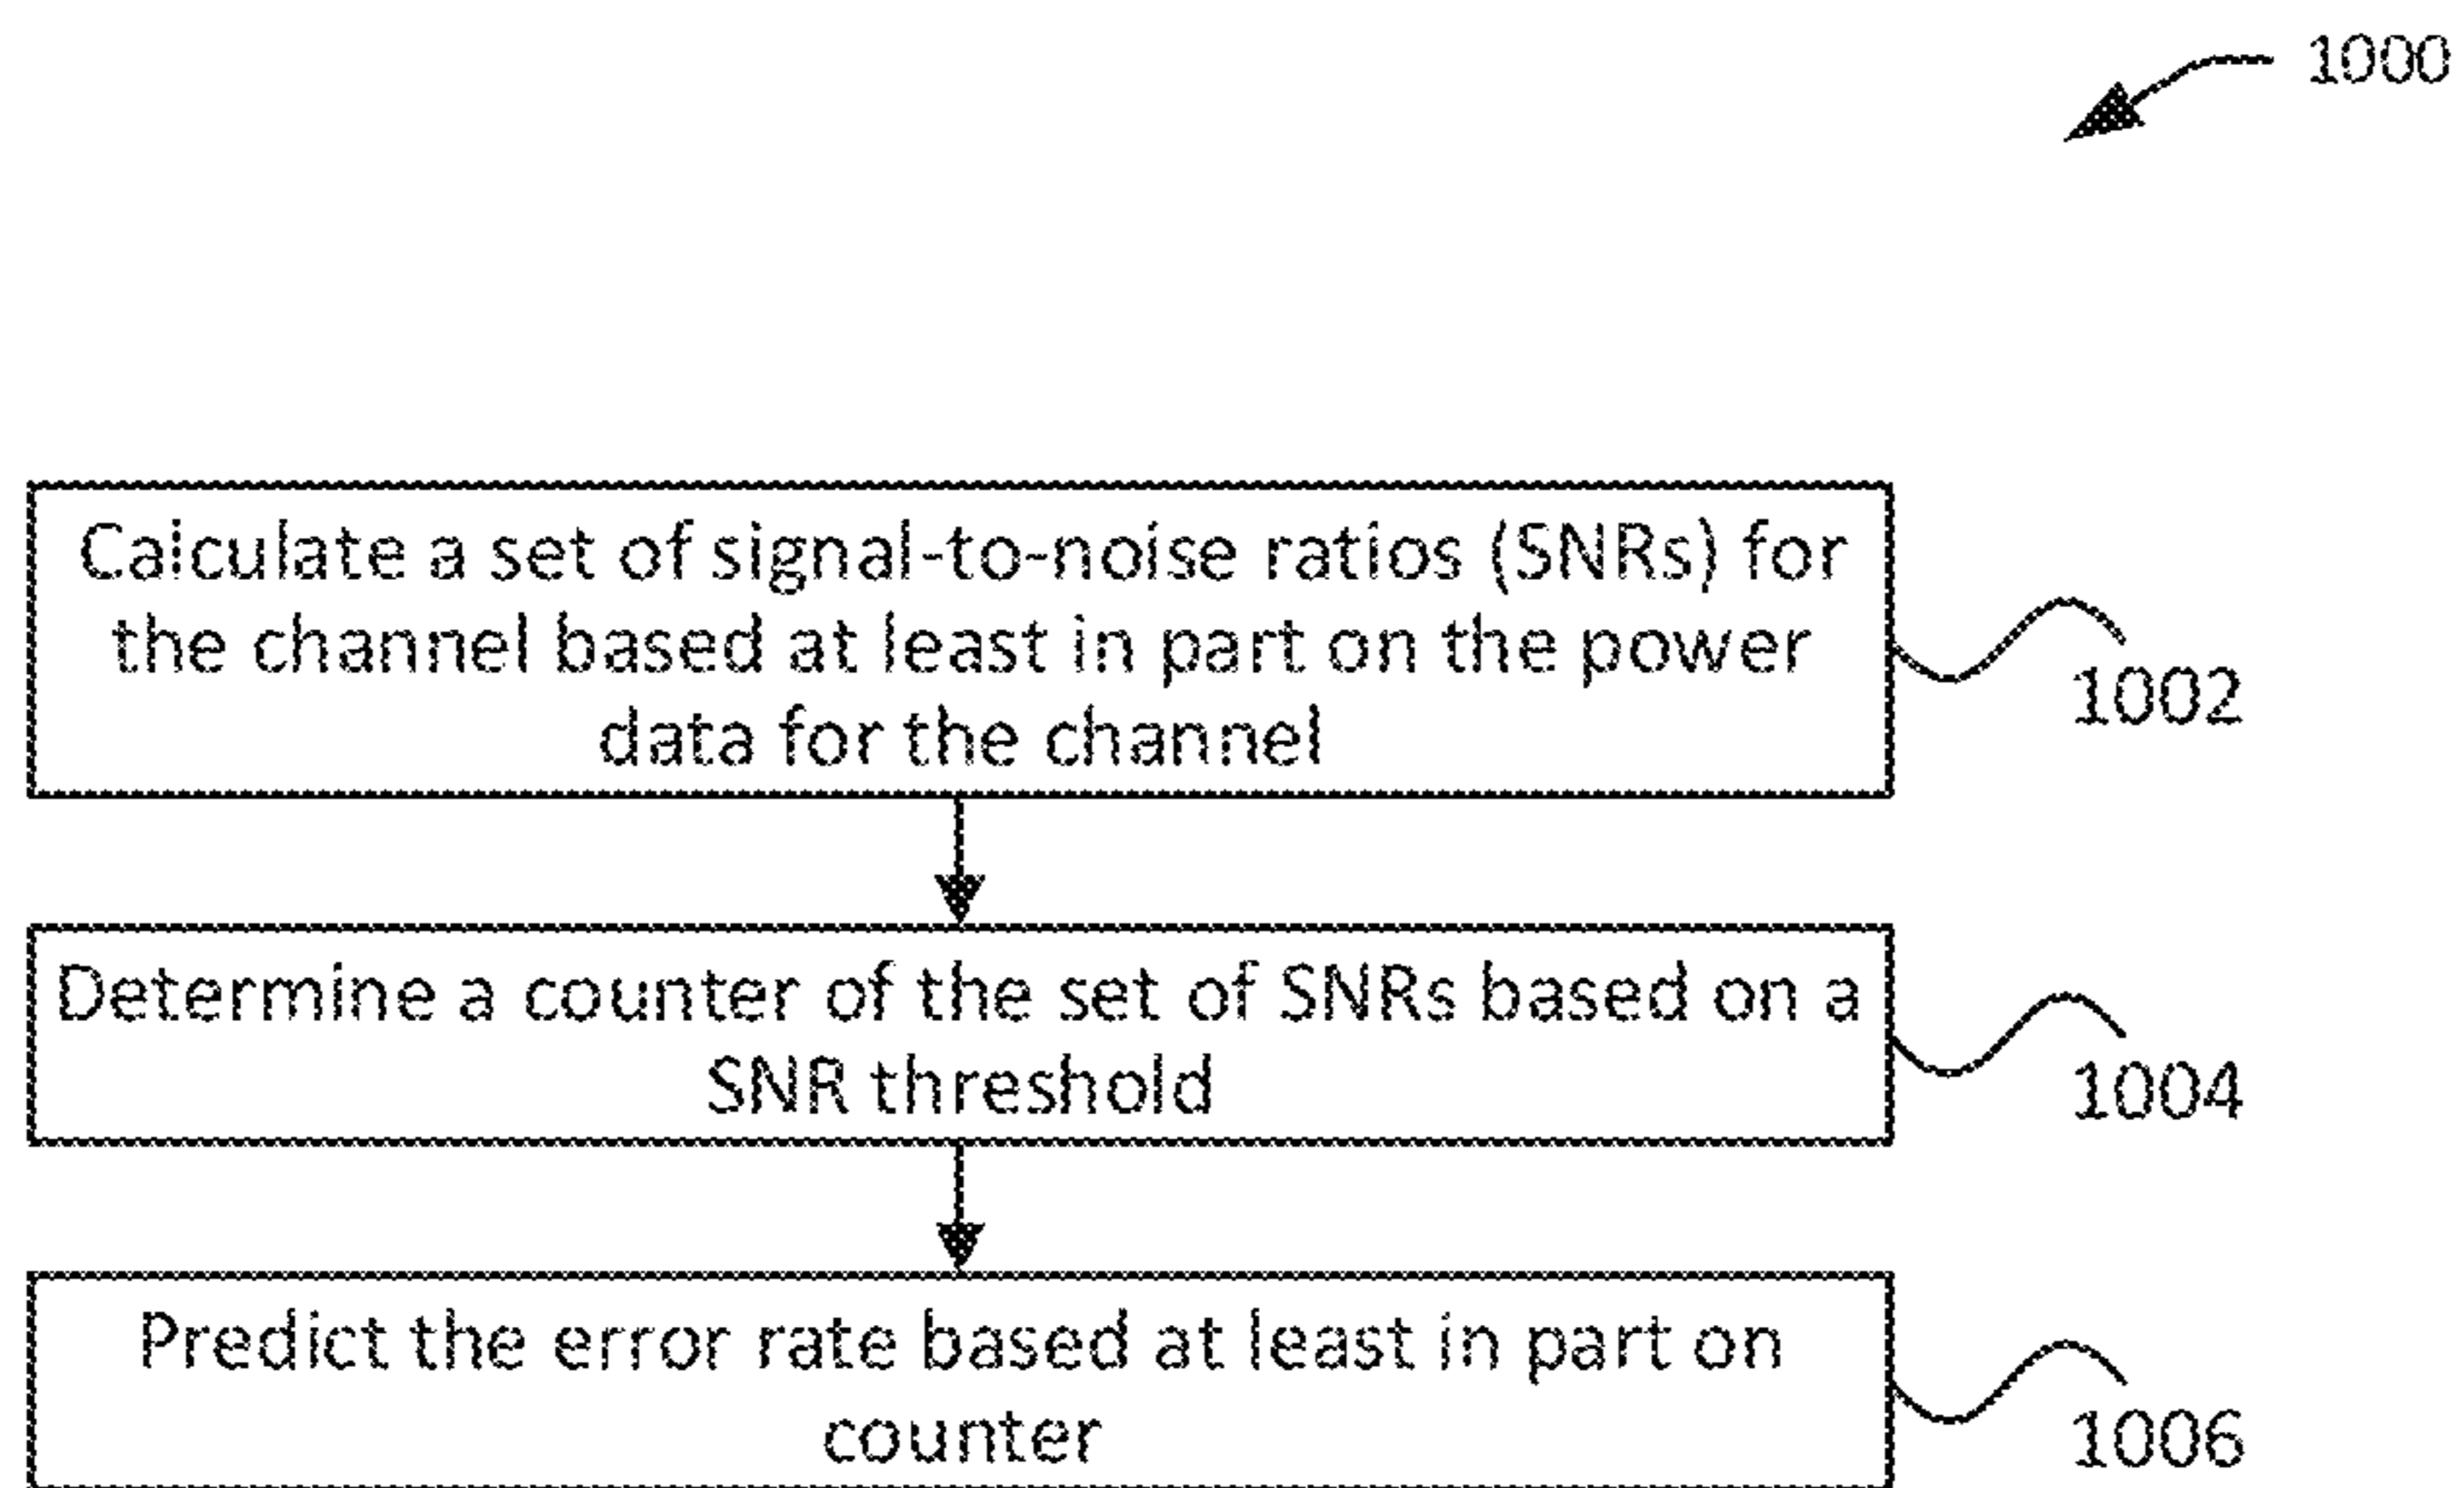 1000
Calculate a set of signal-to-noise ratios (SNRs) for
the channel based at least in part on the power
data for the channel
1002
Determine a counter of the set of SNRs based on a
SNR threshold
1004
Predict the error rate based at least in part on
counter
1006